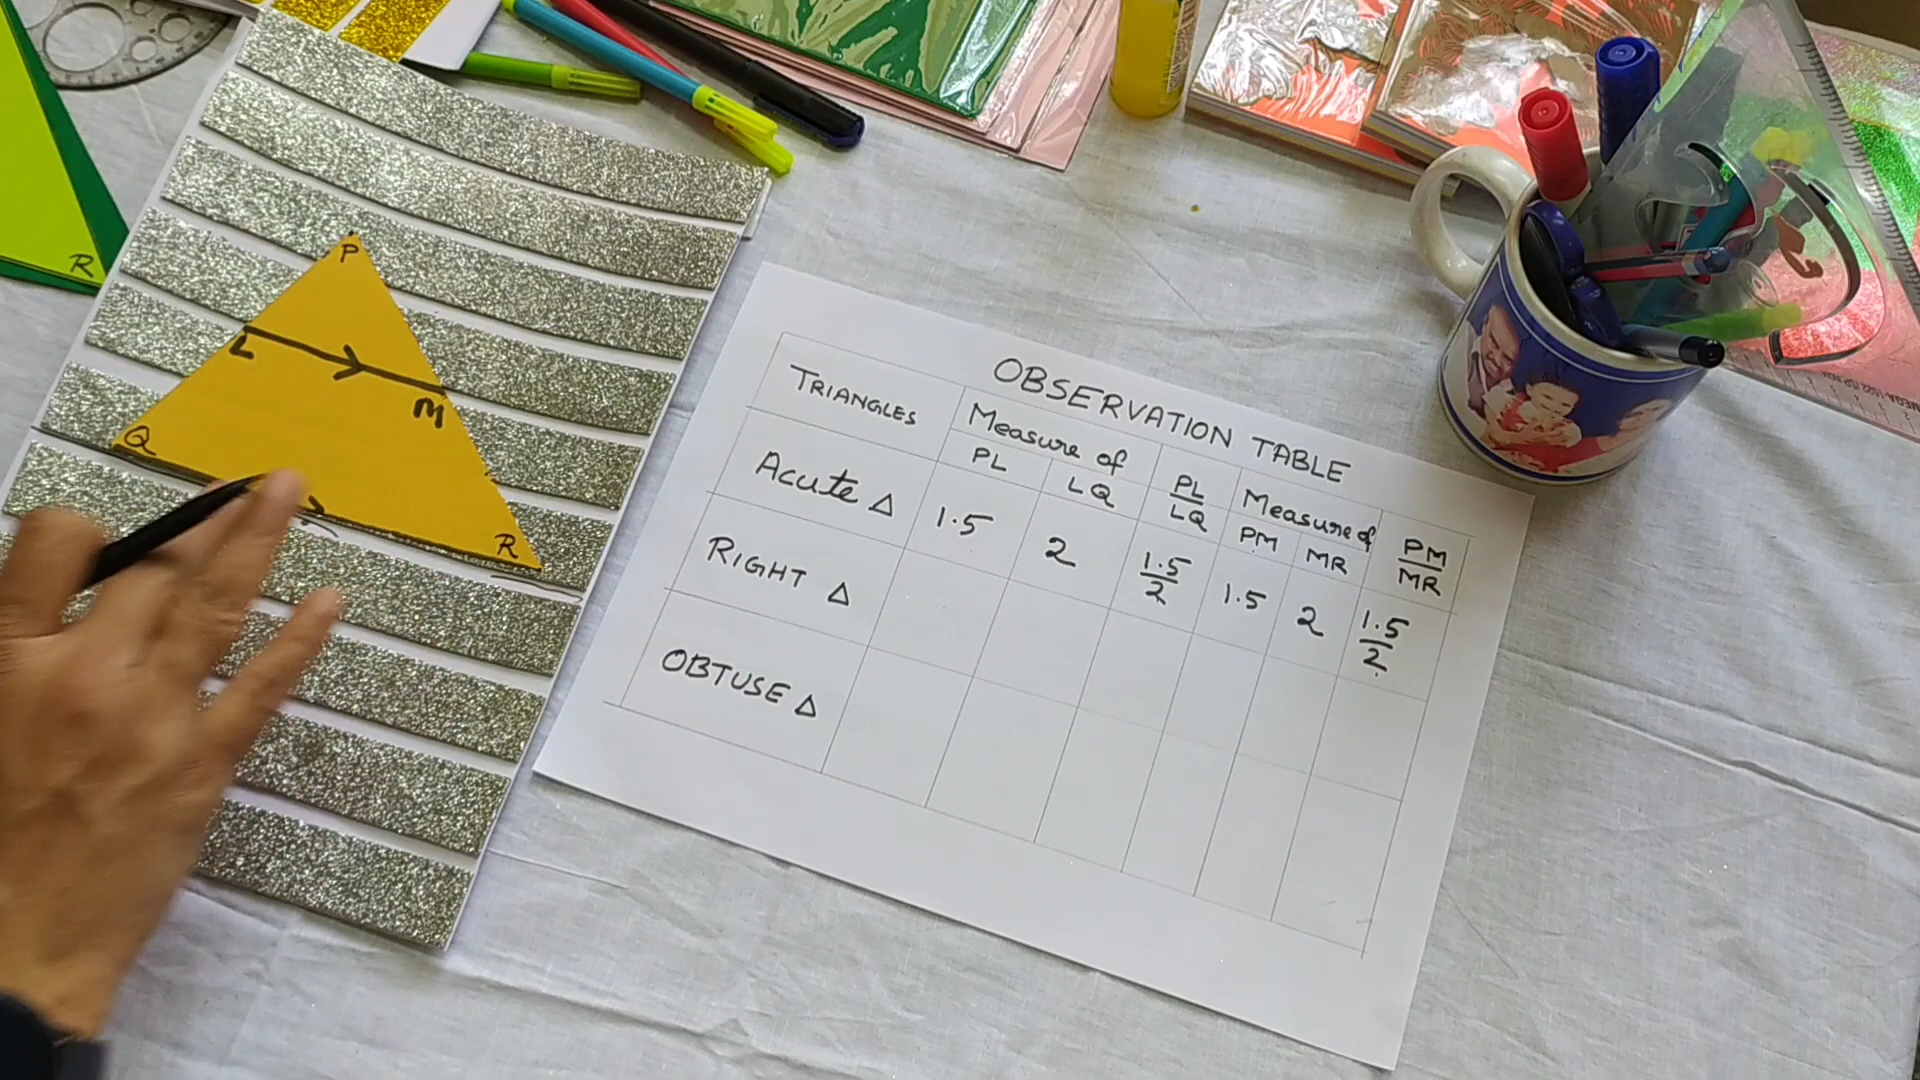 R
P
L
M
Q
R
OBSERVATION TABLE
TRIANGLES
Measure of
PL
LQ
PL
LQ
Measure of
PM
MR
PM
MR
Acute △
1.5
2
1.5
2
1.5
2
1.5
2
RIGHT △
OBTUSE △